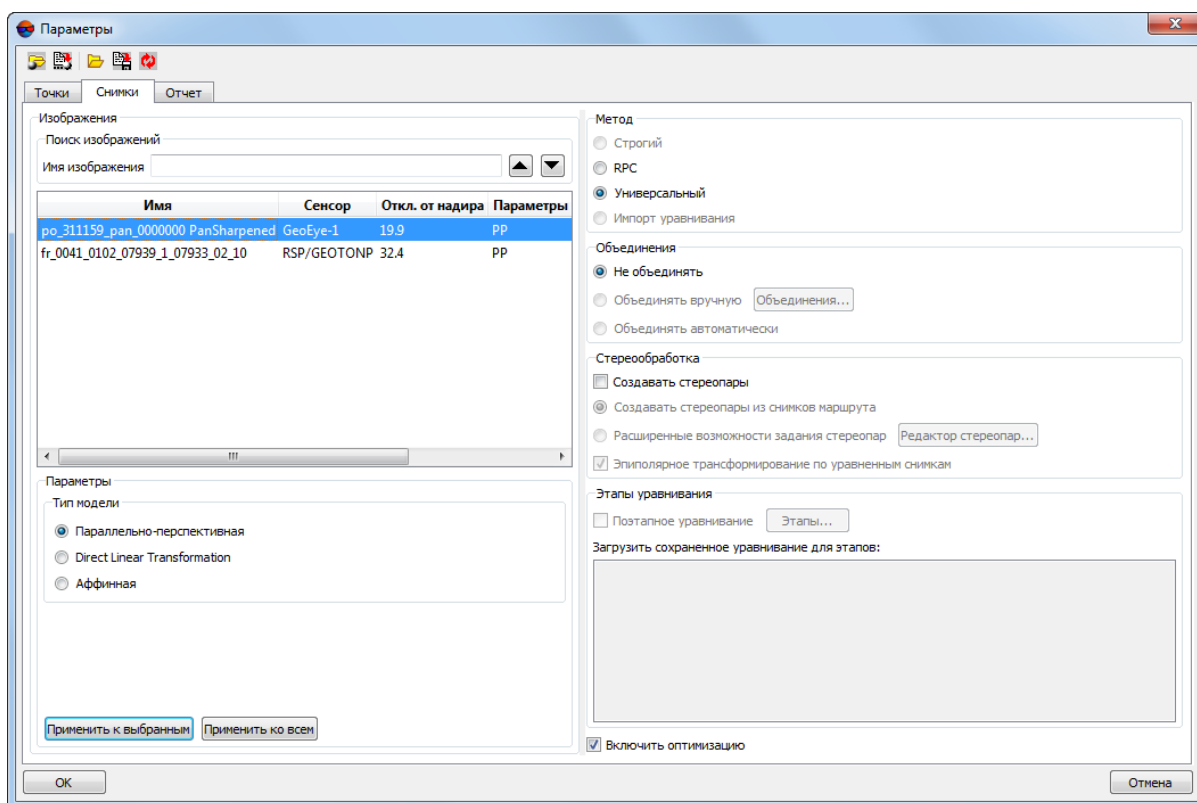 Параметры
Точки Снимки Отчет
Изображения
Поиск изображений
Имя изображения
Имя Сенсор Откл. от надира Параметры
po_311159_pan_0000000 PanSharpened GeoEye-1 19.9 PP
fr_0041_0102_07939_1_07933_02_10 RSP/GEOTONP 32.4 PP
Параметры
Тип модели
Параллельно-перспективная
Direct Linear Transformation
Аффинная
Применить к выбранным Применить ко всем
Метод
Строгий
RPC
Универсальный
Импорт уравнивания
Объединения
Не объединять
Объединять вручную Объединения...
Объединять автоматически
Стереообработка
Создавать стереопары
Создавать стереопары из снимков маршрута
Расширенные возможности задания стереопар Редактор стереопар...
Эпиполярное трансформирование по уравненным снимкам
Этапы уравнивания
Поэтапное уравнивание Этапы...
Загрузить сохраненное уравнивание для этапов:
Включить оптимизацию
OK Отмена